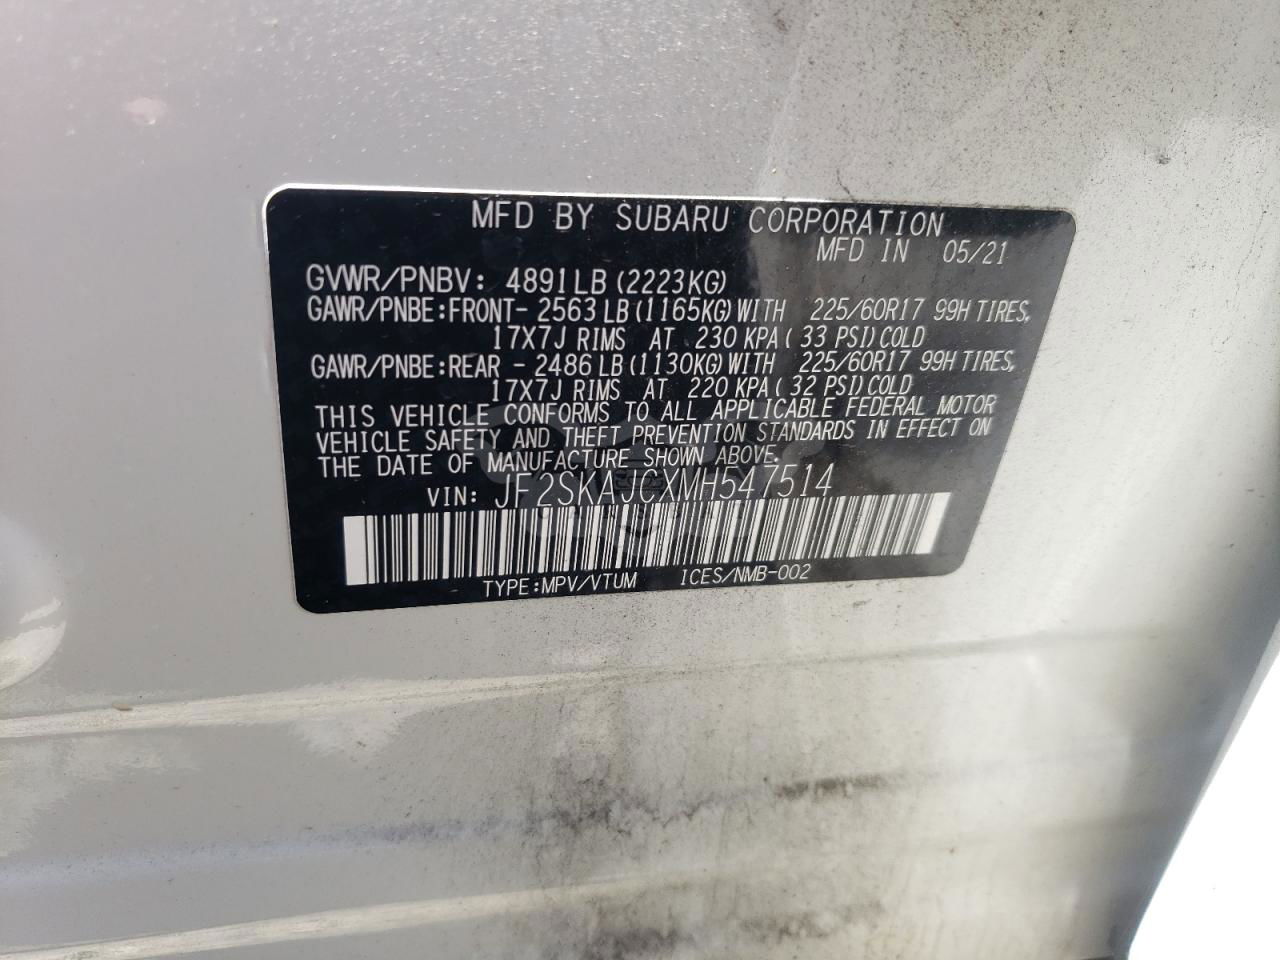 MFD BY SUBARU CORPORATION
MFD IN 05/21
GVWR/PNBV: 4891LB (2223KG)
GAWR/PNBE:FRONT- 2563 LB (1165KG) WITH 225/60R17 99H TIRES,
17X7J RIMS AT 230 KPA ( 33 PSI) COLD
GAWR/PNBE:REAR - 2486 LB (1130KG) WITH 225/60R17 99H TIRES,
17X7J RIMS AT 220 KPA ( 32 PSI) COLD
THIS VEHICLE CONFORMS TO ALL APPLICABLE FEDERAL MOTOR
VEHICLE SAFETY AND THEFT PREVENTION STANDARDS IN EFFECT ON
THE DATE OF MANUFACTURE SHOWN ABOVE.
VIN: JF2SKAJCXMH547514
TYPE:MPV/VTUM ICES/NMB-002